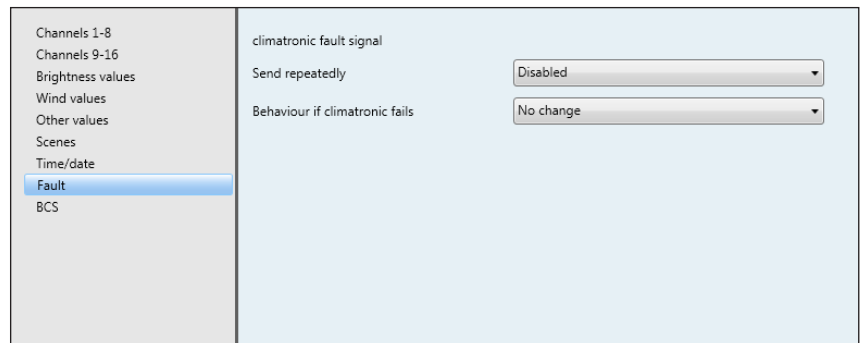 Channels 1-8
Channels 9-16
Brightness values
Wind values
Other values
Scenes
Time/date
Fault
BCS
climatronic fault signal
Send repeatedly Disabled
Behaviour if climatronic fails No change